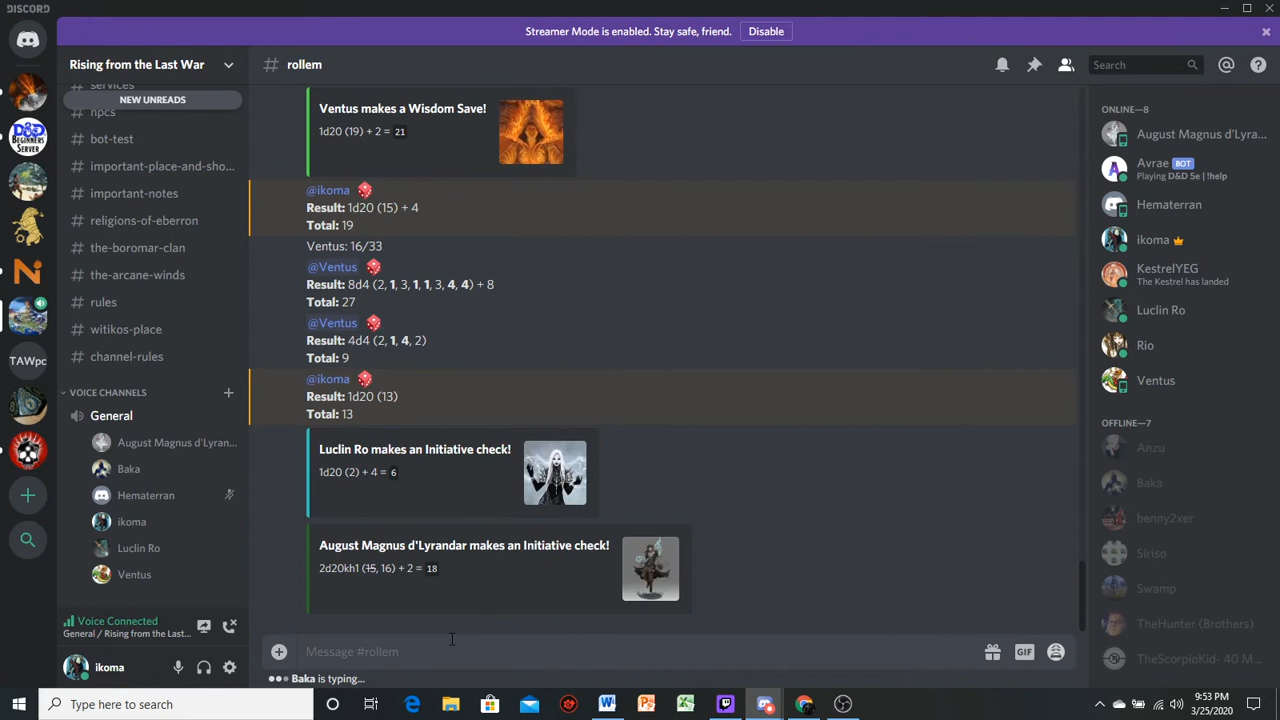 DISCORD
Streamer Mode is enabled. Stay safe, friend. Disable
Rising from the Last War
services
NEW UNREADS
npcs
bot-test
important-place-and-sho...
important-notes
religions-of-eberron
the-boromar-clan
the-arcane-winds
rules
witikos-place
channel-rules
VOICE CHANNELS
General
August Magnus d'Lyran...
Baka
Hematerran
ikoma
Luclin Ro
Ventus
Voice Connected
General / Rising from the Last...
ikoma
D&D
BEGINNERS
SERVER
TAWpc
# rollem
Search
Ventus makes a Wisdom Save!
1d20 (19) + 2 = 21
@ikoma
Result: 1d20 (15) + 4
Total: 19
Ventus: 16/33
@Ventus
Result: 8d4 (2, 1, 3, 1, 1, 3, 4, 4) + 8
Total: 27
@Ventus
Result: 4d4 (2, 1, 4, 2)
Total: 9
@ikoma
Result: 1d20 (13)
Total: 13
Luclin Ro makes an Initiative check!
1d20 (2) + 4 = 6
August Magnus d'Lyrandar makes an Initiative check!
2d20kh1 (15, 16) + 2 = 18
Message #rollem
GIF
Baka is typing...
ONLINE—8
August Magnus d'Lyra...
Avrae BOT
Playing D&D 5e | !help
Hematerran
ikoma
KestrelYEG
The Kestrel has landed
Luclin Ro
Rio
Ventus
OFFLINE—7
Anzu
Baka
benny2xer
Siriso
Swamp
TheHunter (Brothers)
TheScorpioKid- 40 M...
Type here to search
9:53 PM
3/25/2020